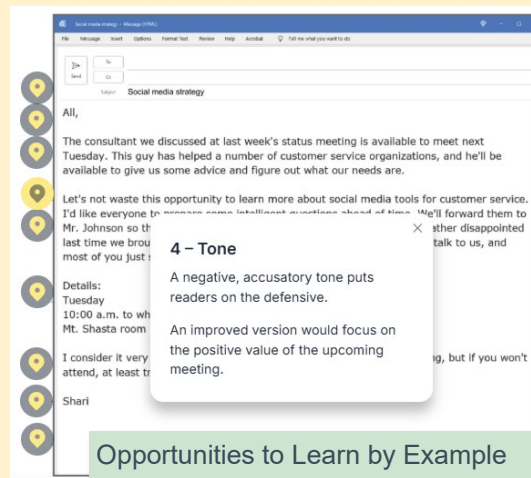 Social media strategy - Message (HTML)
File Message Insert Options Format Text Review Help Acrobat Tell me what you want to do
Send
To
Cc
Subject Social media strategy
All,
The consultant we discussed at last week's status meeting is available to meet next
Tuesday. This guy has helped a number of customer service organizations, and he'll be
available to give us some advice and figure out what our needs are.
Let's not waste this opportunity to learn more about social media tools for customer service.
I'd like everyone to prepare some intelligent questions ahead of time. We'll forward them to
Mr. Johnson so th ather disappointed
last time we brou talk to us, and
most of you just
4 – Tone
A negative, accusatory tone puts
readers on the defensive.
An improved version would focus on
the positive value of the upcoming
meeting.
Details:
Tuesday
10:00 a.m. to wh
Mt. Shasta room
I consider it very ng, but if you won't
attend, at least tr
Shari
Opportunities to Learn by Example